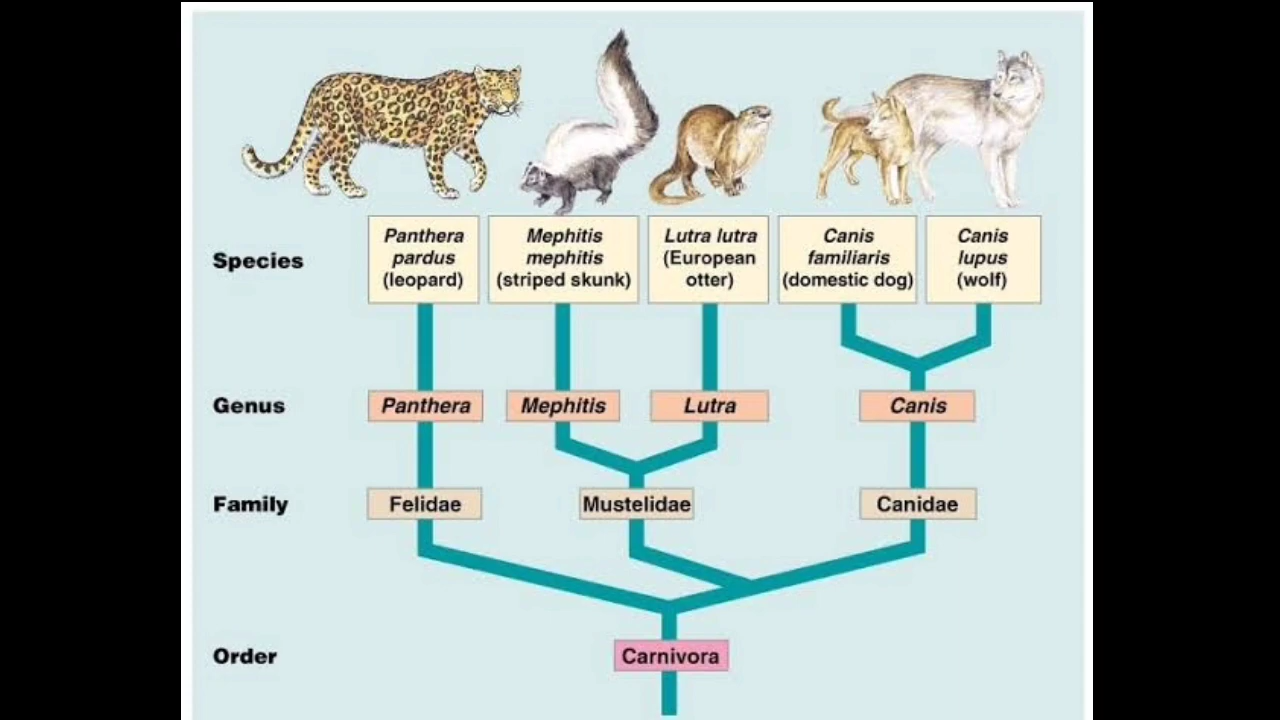 Species
Panthera
pardus
(leopard)
Mephitis
mephitis
(striped skunk)
Lutra lutra
(European
otter)
Canis
familiaris
(domestic dog)
Canis
lupus
(wolf)
Genus
Panthera
Mephitis
Lutra
Canis
Family
Felidae
Mustelidae
Canidae
Order
Carnivora